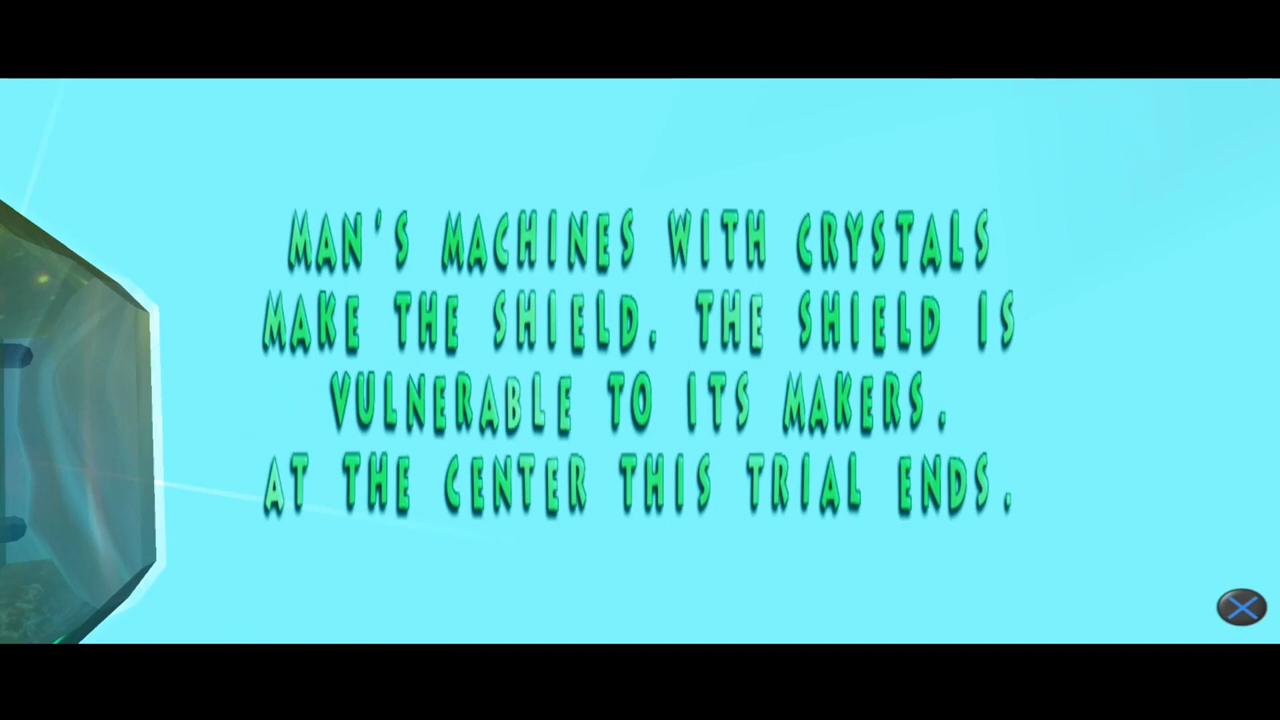 MAN'S MACHINES WITH CRYSTALS
MAKE THE SHIELD. THE SHIELD IS
VULNERABLE TO ITS MAKERS.
AT THE CENTER THIS TRIAL ENDS.